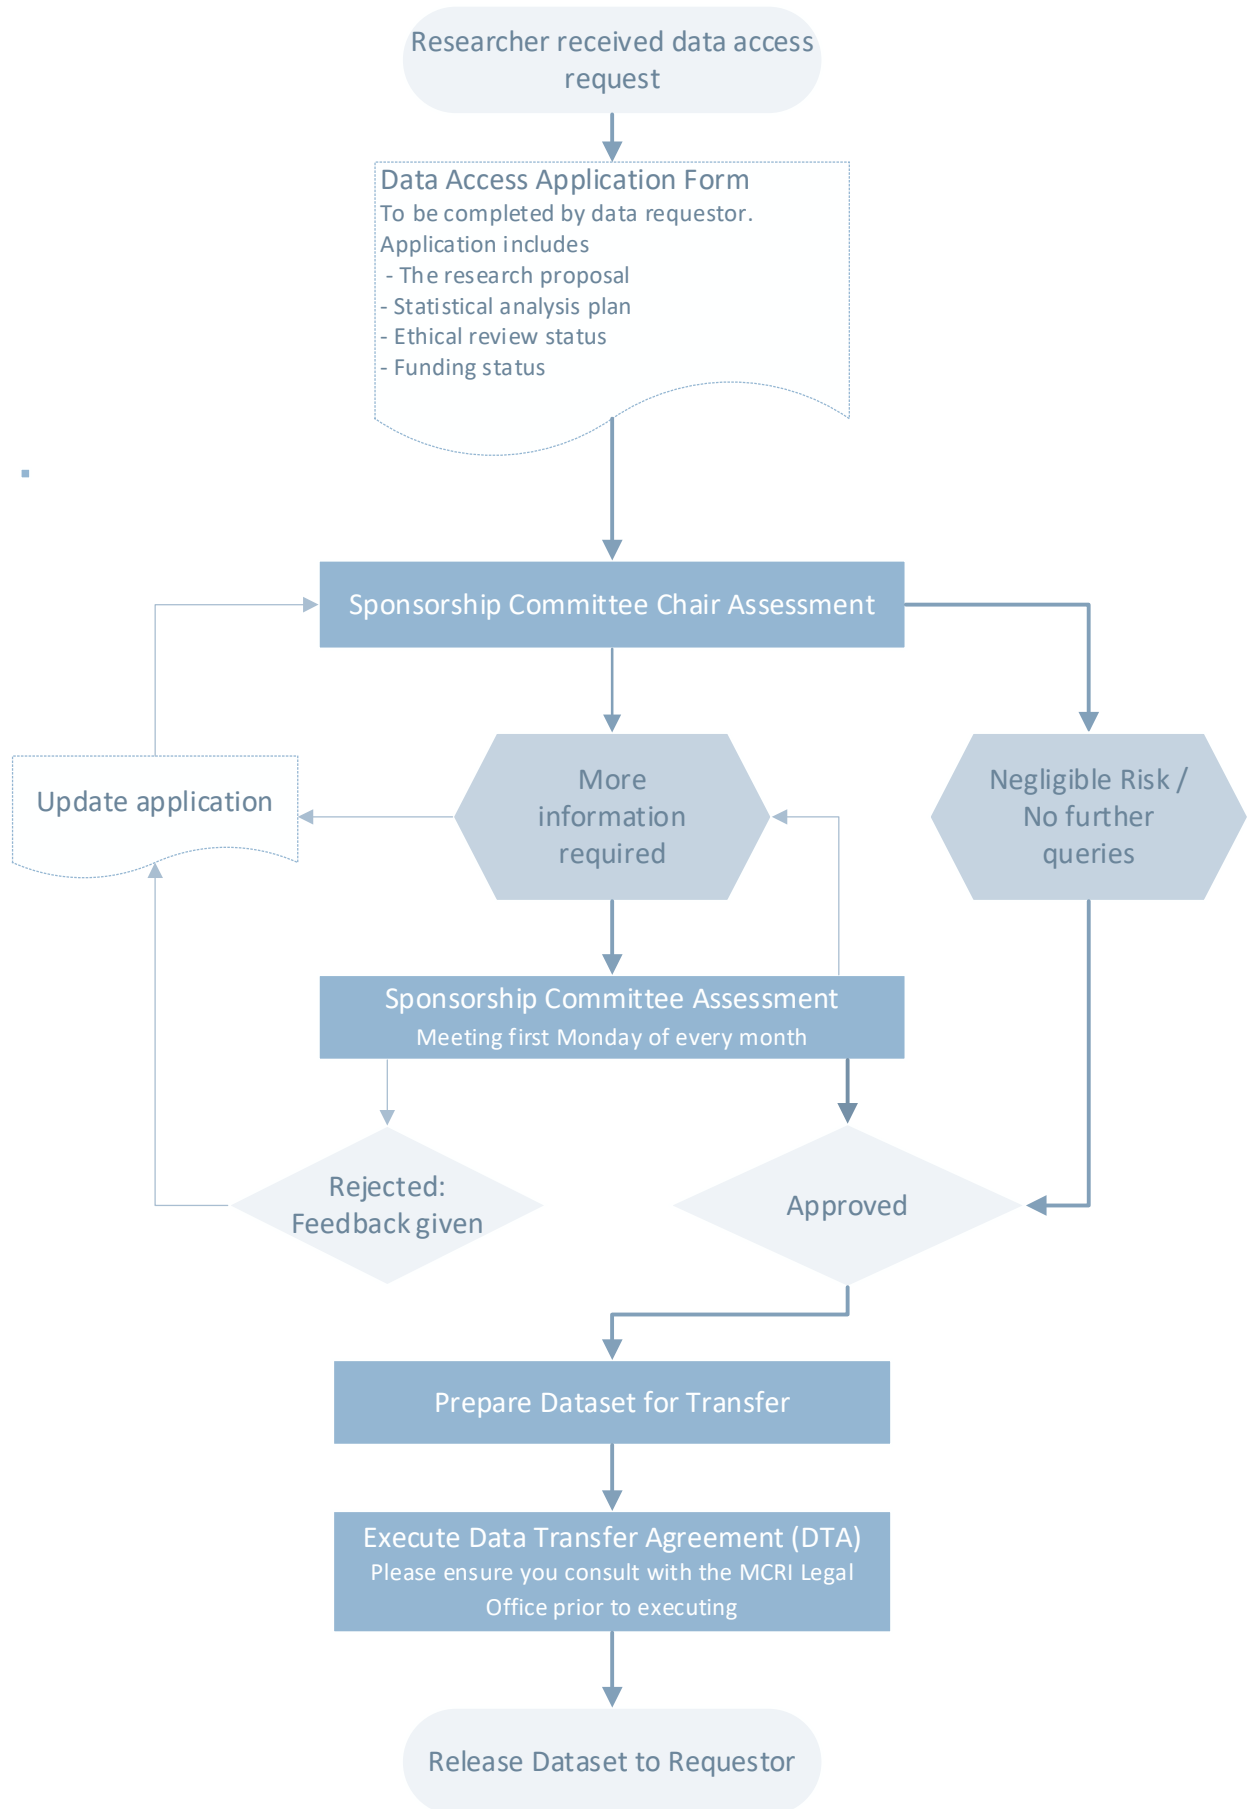 Researcher received data access
request
Data Access Application Form
To be completed by data requestor.
Application includes
- The research proposal
- Statistical analysis plan
- Ethical review status
- Funding status
Sponsorship Committee Chair Assessment
Update application
More
information
required
Negligible Risk /
No further
queries
Sponsorship Committee Assessment
Meeting first Monday of every month
Rejected:
Feedback given
Approved
Prepare Dataset for Transfer
Execute Data Transfer Agreement (DTA)
Please ensure you consult with the MCRI Legal
Office prior to executing
Release Dataset to Requestor